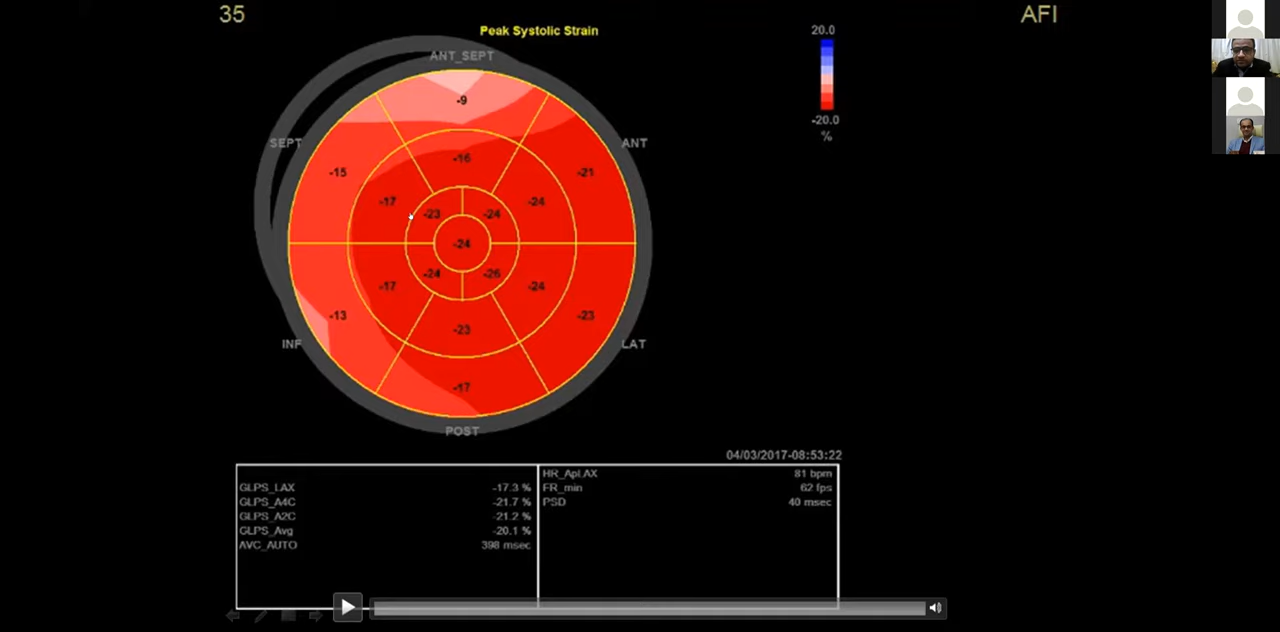 35
AFI
Peak Systolic Strain
20.0
-20.0
%
ANT_SEPT
-9
SEPT
ANT
-15
-16
-21
-17
-24
-23
-24
-24
-24
-26
-17
-24
-13
-23
-23
INF
LAT
-17
POST
04/03/2017-08:53:22
GLPS_LAX -17.3 %
GLPS_A4C -21.7 %
GLPS_A2C -21.2 %
GLPS_Avg -20.1 %
AVC_AUTO 398 msec
HR_ApLAX 81 bpm
FR_min 62 fps
PSD 40 msec